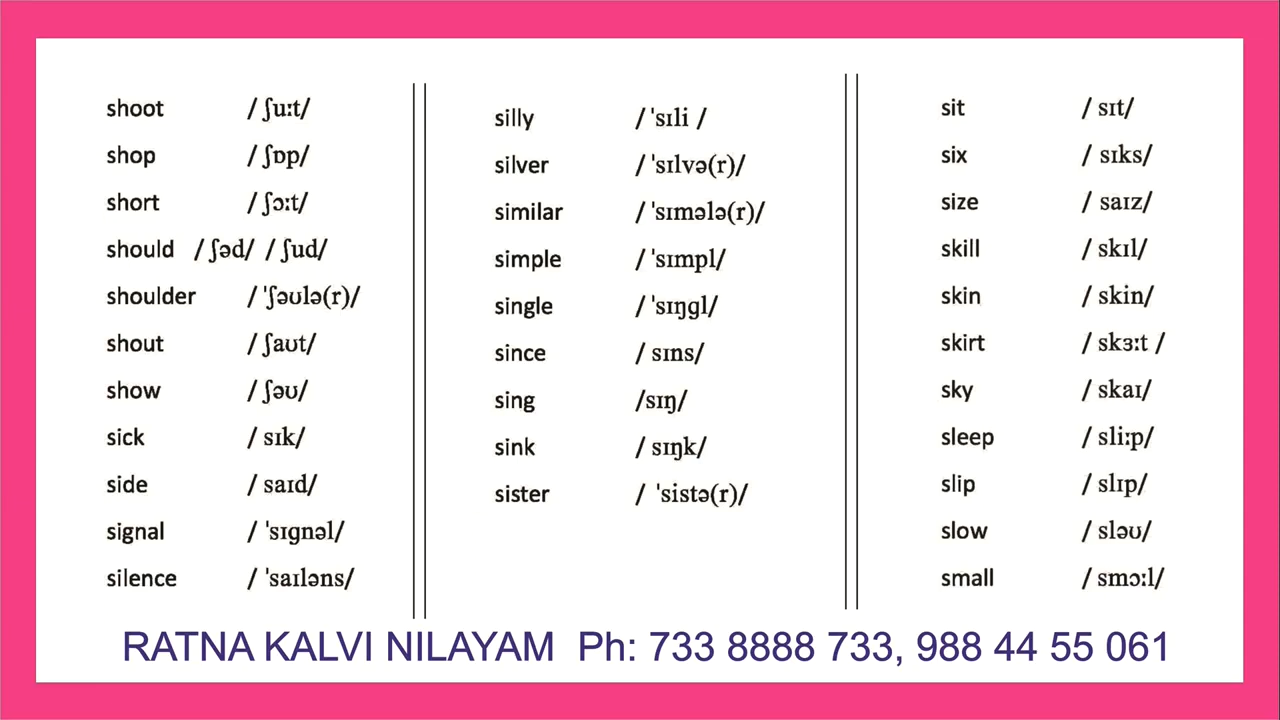 shoot / ʃuːt/
shop / ʃɒp/
short / ʃɔːt/
should / ʃəd/ / ʃud/
shoulder / ˈʃəʊlə(r)/
shout / ʃaʊt/
show / ʃəʊ/
sick / sɪk/
side / saɪd/
signal / ˈsɪɡnəl/
silence / ˈsaɪləns/
silly / ˈsɪli /
silver / ˈsɪlvə(r)/
similar / ˈsɪmələ(r)/
simple / ˈsɪmpl/
single / ˈsɪŋɡl/
since / sɪns/
sing /sɪŋ/
sink / sɪŋk/
sister / ˈsistə(r)/
sit / sɪt/
six / sɪks/
size / saɪz/
skill / skɪl/
skin / skin/
skirt / skɜːt /
sky / skaɪ/
sleep / sliːp/
slip / slɪp/
slow / sləʊ/
small / smɔːl/
RATNA KALVI NILAYAM Ph: 733 8888 733, 988 44 55 061